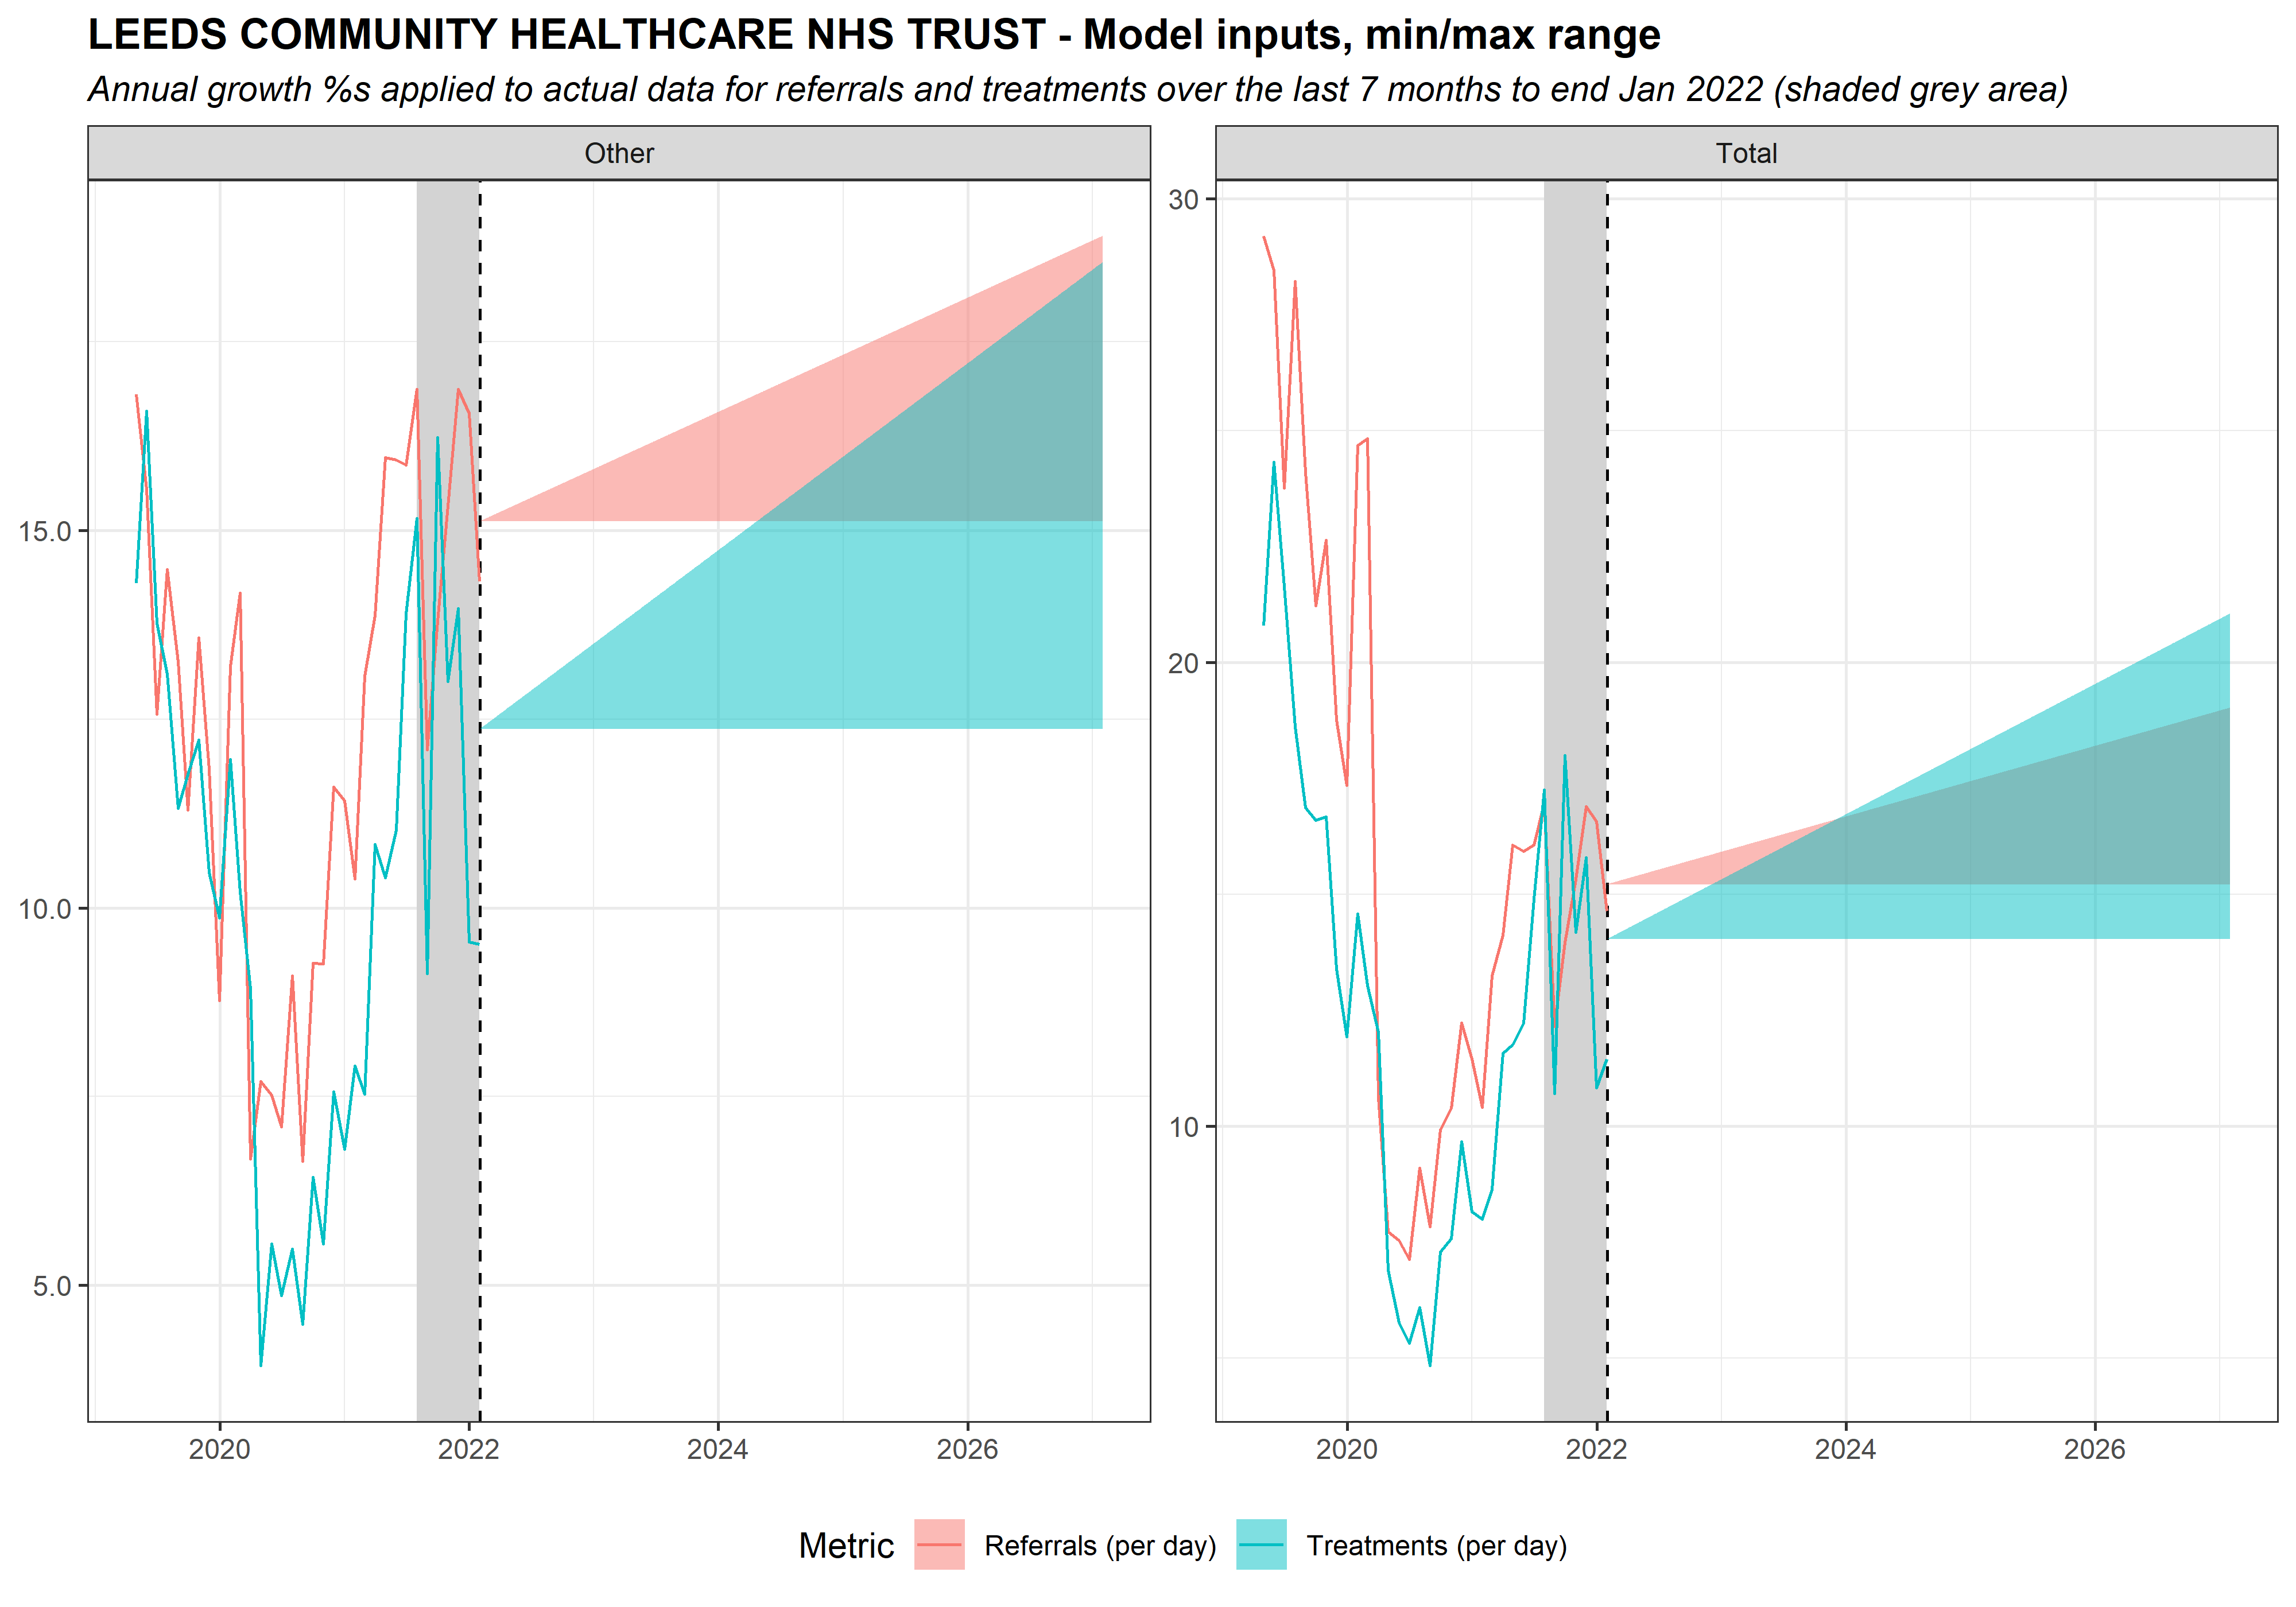 LEEDS COMMUNITY HEALTHCARE NHS TRUST - Model inputs, min/max range
Annual growth %s applied to actual data for referrals and treatments over the last 7 months to end Jan 2022 (shaded grey area)
Other
Total
15.0
10.0
5.0
30
20
10
2020
2022
2024
2026
2020
2022
2024
2026
Metric
Referrals (per day)
Treatments (per day)